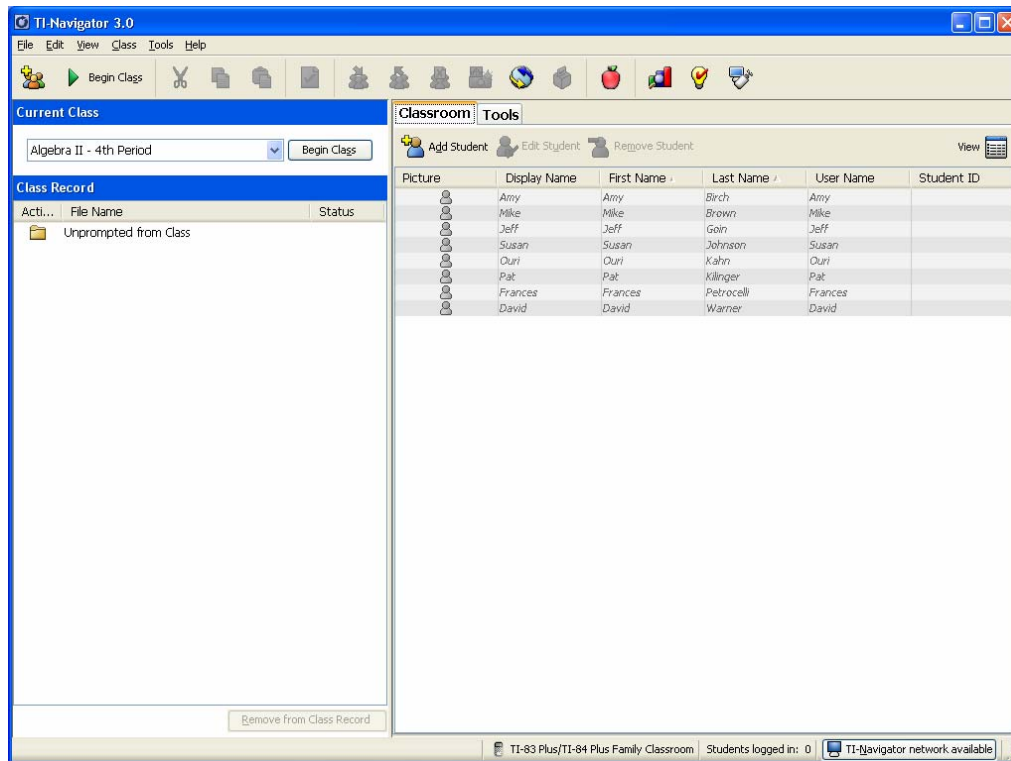 TI-Navigator 3.0
File Edit View Class Tools Help
Begin Class
Current Class
Algebra II - 4th Period Begin Class
Class Record
Acti... File Name Status
Unprompted from Class
Remove from Class Record
Classroom Tools
Add Student Edit Student Remove Student View
Picture Display Name First Name Last Name User Name Student ID
Amy Amy Birch Amy
Mike Mike Brown Mike
Jeff Jeff Goin Jeff
Susan Susan Johnson Susan
Ouri Ouri Kahn Ouri
Pat Pat Kilinger Pat
Frances Frances Petrocelli Frances
David David Warner David
TI-83 Plus/TI-84 Plus Family Classroom Students logged in: 0 TI-Navigator network available